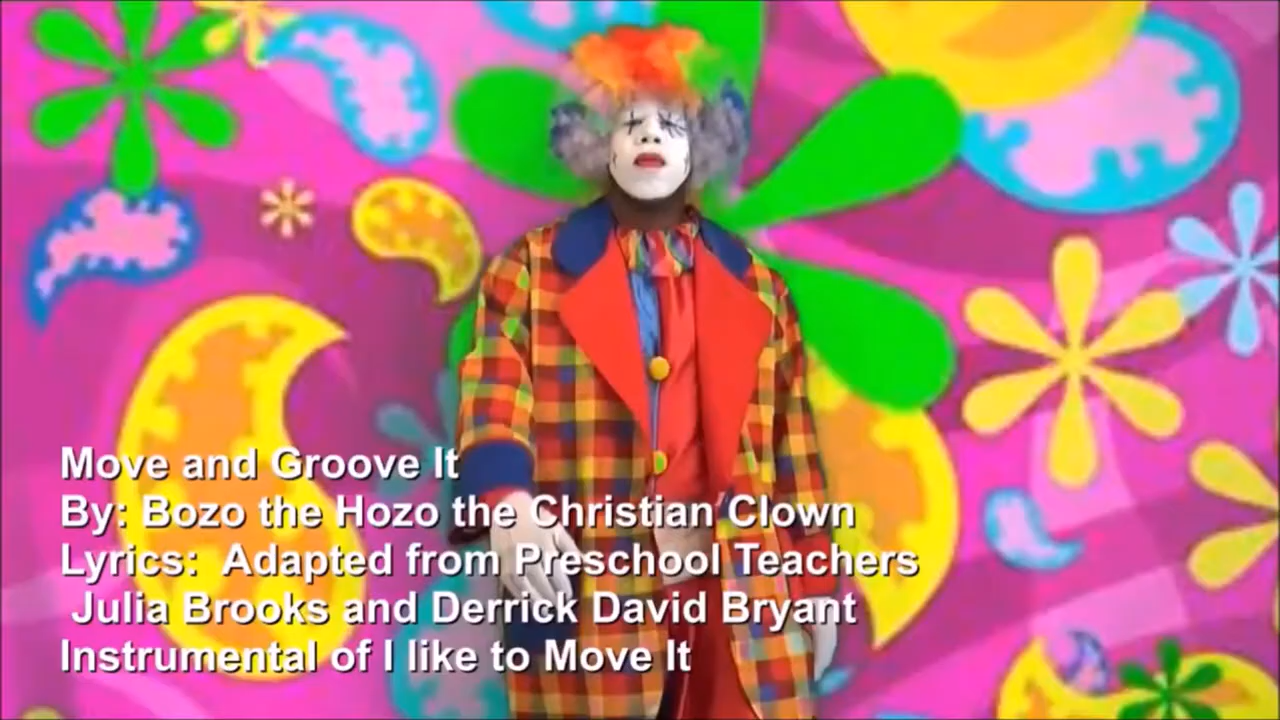 Move and Groove It
By: Bozo the Hozo the Christian Clown
Lyrics:  Adapted from Preschool Teachers
Julia Brooks and Derrick David Bryant
Instrumental of I like to Move It